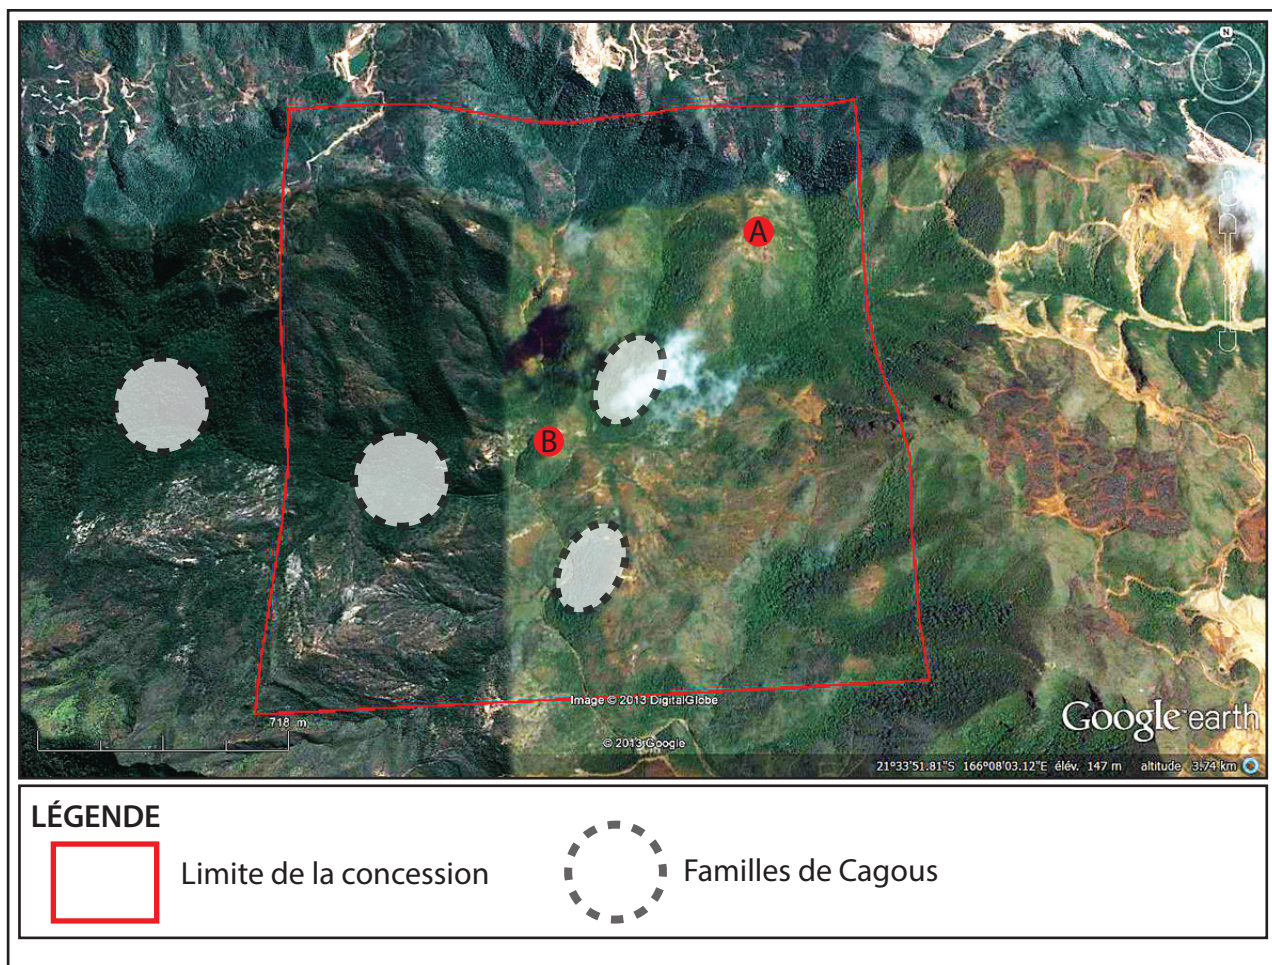 N
A
B
Image © 2013 DigitalGlobe
718 m
© 2013 Google
Google earth
21°33'51.81"S 166°08'03.12"E élév. 147 m altitude 3.74 km
LÉGENDE
Limite de la concession
Familles de Cagous